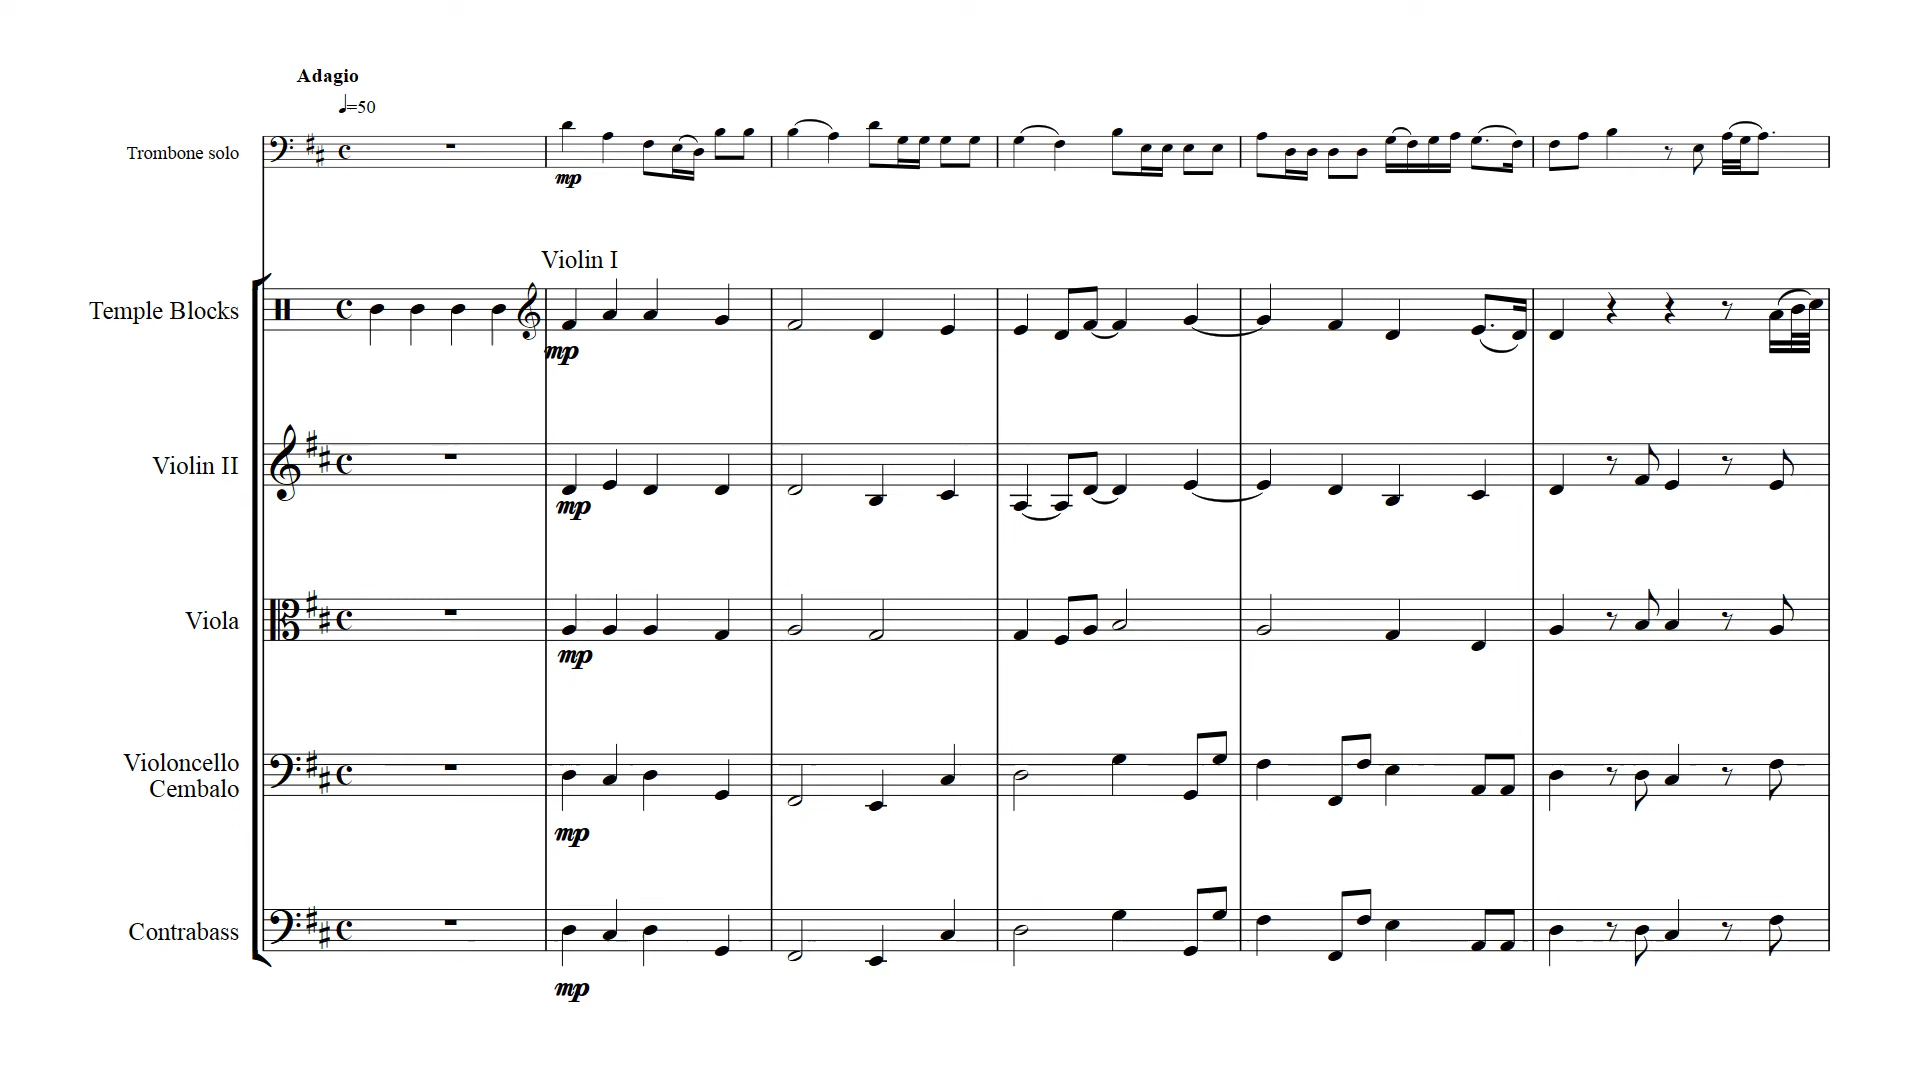 Adagio
=50
Trombone solo
mp
Violin I
Temple Blocks
mp
Violin II
mp
Viola
mp
Violoncello
Cembalo
mp
Contrabass
mp